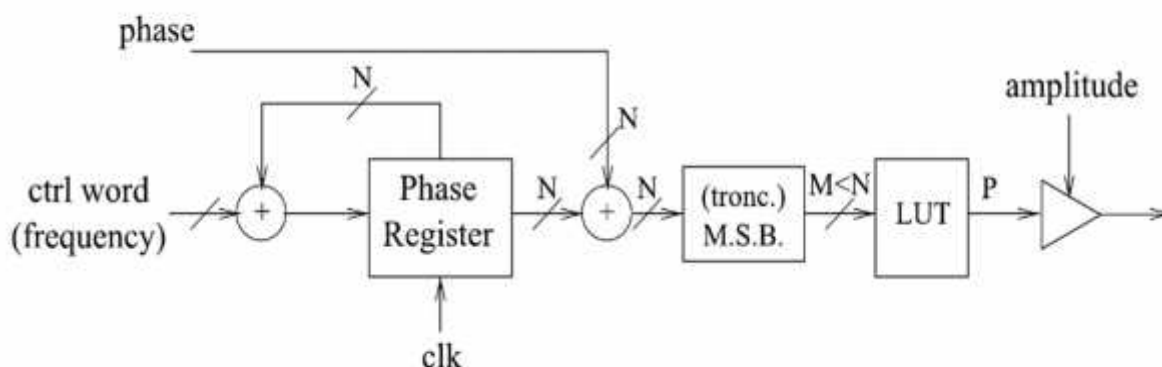 phase
N
N
amplitude
ctrl word
(frequency)
+
Phase
Register
N
+
N
(tronc.)
M.S.B.
M<N
LUT
P
clk